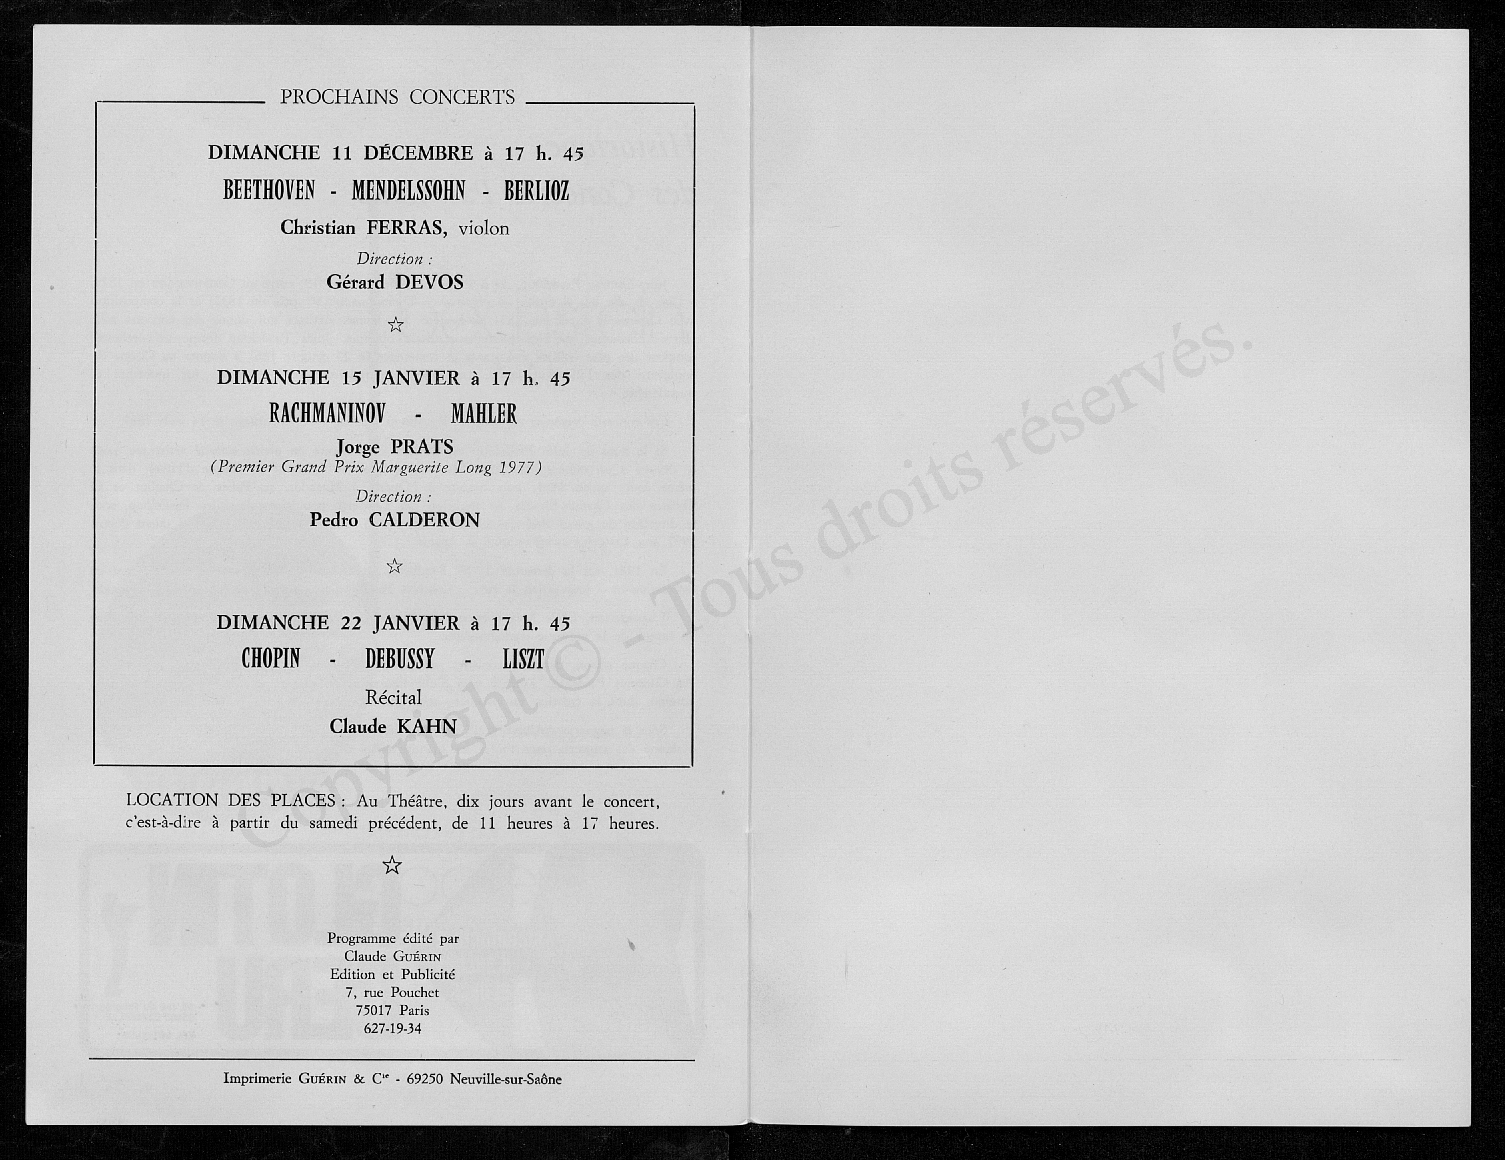 PROCHAINS CONCERTS
DIMANCHE 11 DÉCEMBRE à 17 h. 45
BEETHOVEN - MENDELSSOHN - BERLIOZ
Christian FERRAS, violon
Direction :
Gérard DEVOS
☆
DIMANCHE 15 JANVIER à 17 h. 45
RACHMANINOV - MAHLER
Jorge PRATS
(Premier Grand Prix Marguerite Long 1977)
Direction :
Pedro CALDERON
☆
DIMANCHE 22 JANVIER à 17 h. 45
CHOPIN - DEBUSSY - LISZT
Récital
Claude KAHN
LOCATION DES PLACES : Au Théâtre, dix jours avant le concert,
c'est-à-dire à partir du samedi précédent, de 11 heures à 17 heures.
☆
Programme édité par
Claude GUÉRIN
Edition et Publicité
7, rue Pouchet
75017 Paris
627-19-34
Imprimerie GUÉRIN & Cie - 69250 Neuville-sur-Saône
Copyright © - Tous droits réservés.